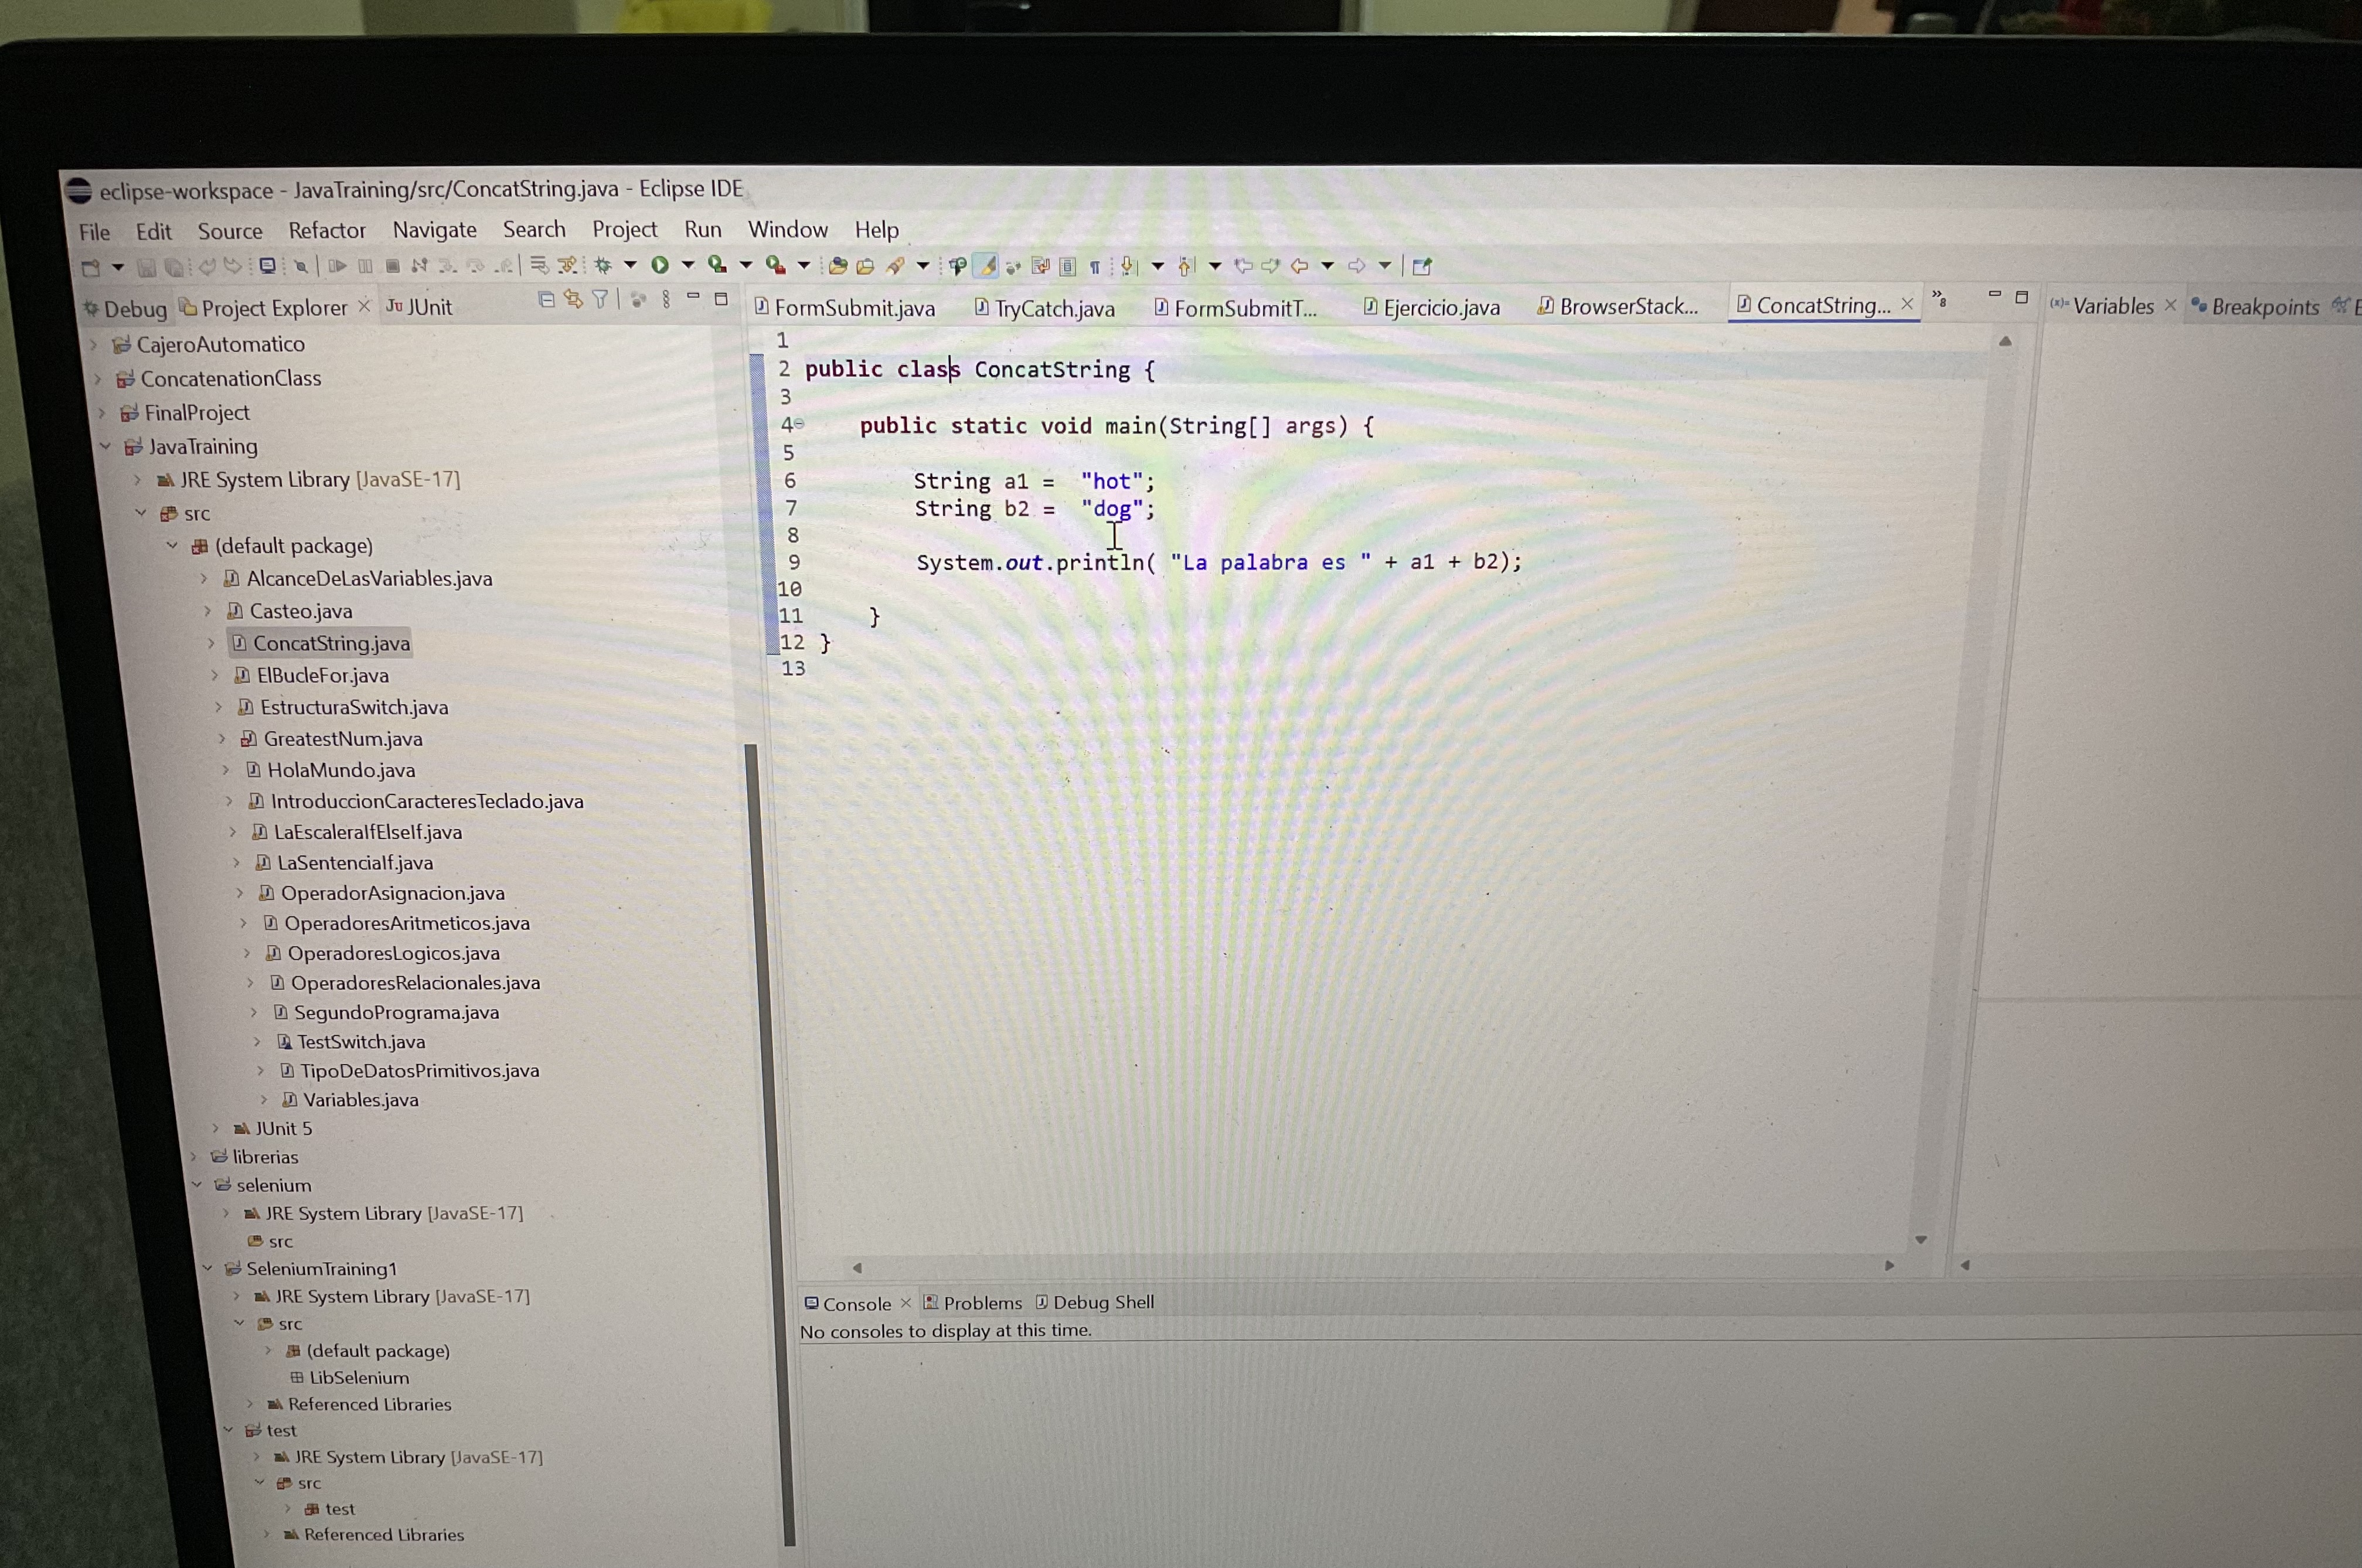 eclipse-workspace - JavaTraining/src/ConcatString.java - Eclipse IDE
File Edit Source Refactor Navigate Search Project Run Window Help
Debug Project Explorer JUnit
CajeroAutomatico
ConcatenationClass
FinalProject
JavaTraining
JRE System Library [JavaSE-17]
src
(default package)
AlcanceDeLasVariables.java
Casteo.java
ConcatString.java
ElBucleFor.java
EstructuraSwitch.java
GreatestNum.java
HolaMundo.java
IntroduccionCaracteresTeclado.java
LaEscaleraIfElseIf.java
LaSentenciaIf.java
OperadorAsignacion.java
OperadoresAritmeticos.java
OperadoresLogicos.java
OperadoresRelacionales.java
SegundoPrograma.java
TestSwitch.java
TipoDeDatosPrimitivos.java
Variables.java
JUnit 5
librerias
selenium
JRE System Library [JavaSE-17]
src
SeleniumTraining1
JRE System Library [JavaSE-17]
src
(default package)
LibSelenium
Referenced Libraries
test
JRE System Library [JavaSE-17]
src
test
Referenced Libraries
FormSubmit.java TryCatch.java FormSubmitT... Ejercicio.java BrowserStack... ConcatString... »8
1
2 public class ConcatString {
3
4 public static void main(String[] args) {
5
6 String a1 = "hot";
7 String b2 = "dog";
8
9 System.out.println( "La palabra es " + a1 + b2);
10
11 }
12 }
13
(x)= Variables Breakpoints
Console Problems Debug Shell
No consoles to display at this time.